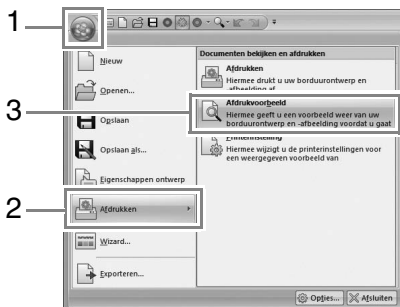 1
2
3
Nieuw
Openen...
Opslaan
Opslaan als...
Eigenschappen ontwerp
Afdrukken
Wizard...
Exporteren...
Documenten bekijken en afdrukken
Afdrukken
Hiermee drukt u uw borduurontwerp en
-afbeelding af
Afdrukvoorbeeld
Hiermee geeft u een voorbeeld weer van uw
borduurontwerp en -afbeelding voordat u gaat
Printerinstelling
Hiermee wijzigt u de printerinstellingen voor
een weergegeven voorbeeld van
Opties...
Afsluiten